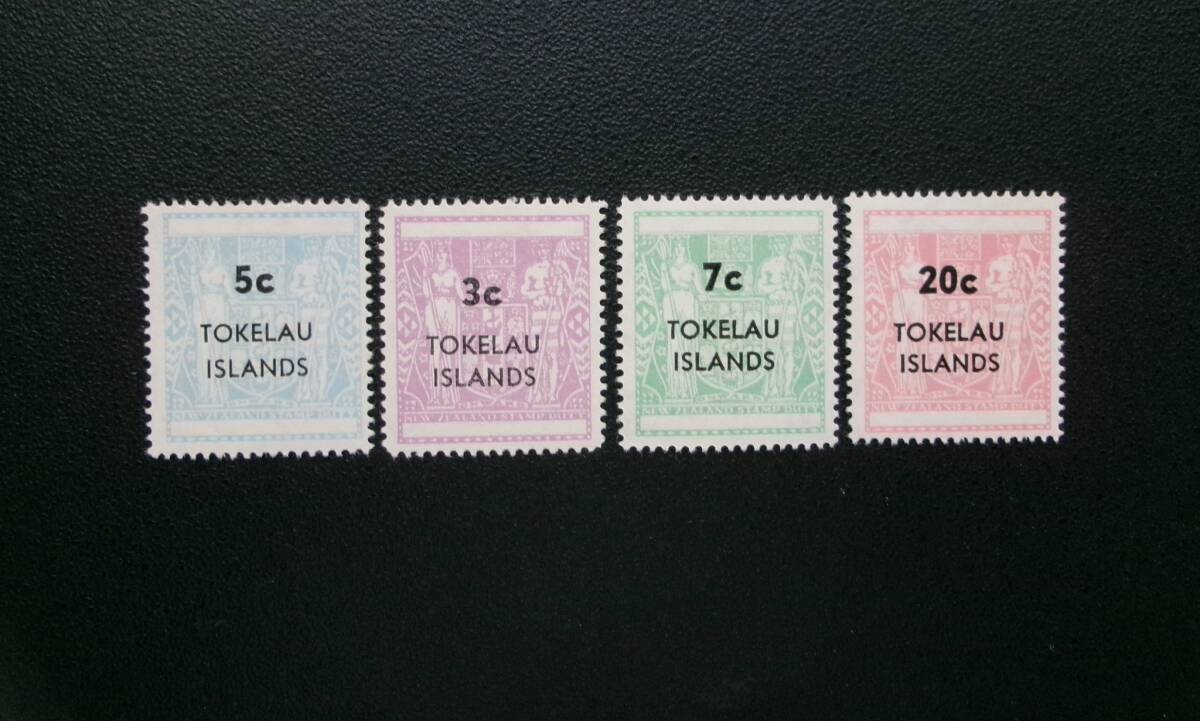 5c
TOKELAU
ISLANDS
NEW ZEALAND STAMP DUTY
3c
TOKELAU
ISLANDS
NEW ZEALAND STAMP DUTY
7c
TOKELAU
ISLANDS
NEW ZEALAND STAMP DUTY
20c
TOKELAU
ISLANDS
NEW ZEALAND STAMP DUTY